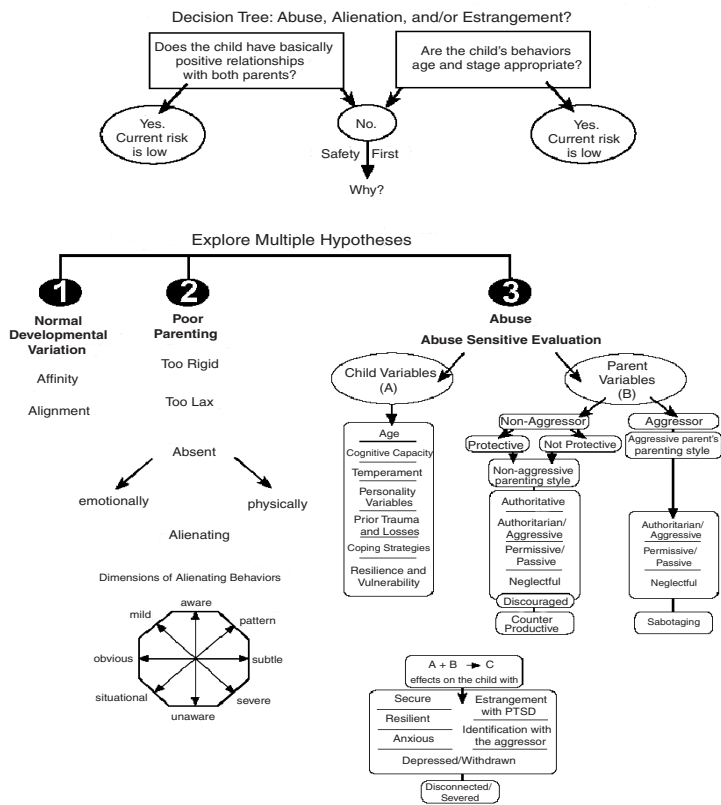 Decision Tree: Abuse, Alienation, and/or Estrangement?
Does the child have basically
positive relationships
with both parents?
Are the child's behaviors
age and stage appropriate?
Yes.
Current risk
is low
No.
Yes.
Current risk
is low
Safety First
Why?
Explore Multiple Hypotheses
1
Normal
Developmental
Variation
Affinity
Alignment
2
Poor
Parenting
Too Rigid
Too Lax
Absent
emotionally
physically
Alienating
Dimensions of Alienating Behaviors
aware
mild
pattern
obvious
subtle
situational
severe
unaware
3
Abuse
Abuse Sensitive Evaluation
Child Variables
(A)
Age
Cognitive Capacity
Temperament
Personality
Variables
Prior Trauma
and Losses
Coping Strategies
Resilience and
Vulnerability
Parent
Variables
(B)
Non-Aggressor
Protective
Not Protective
Non-aggressive
parenting style
Authoritative
Authoritarian/
Aggressive
Permissive/
Passive
Neglectful
Discouraged
Counter
Productive
Aggressor
Aggressive parent's
parenting style
Authoritarian/
Aggressive
Permissive/
Passive
Neglectful
Sabotaging
A + B → C
effects on the child with
Secure
Resilient
Anxious
Estrangement
with PTSD
Identification with
the aggressor
Depressed/Withdrawn
Disconnected/
Severed